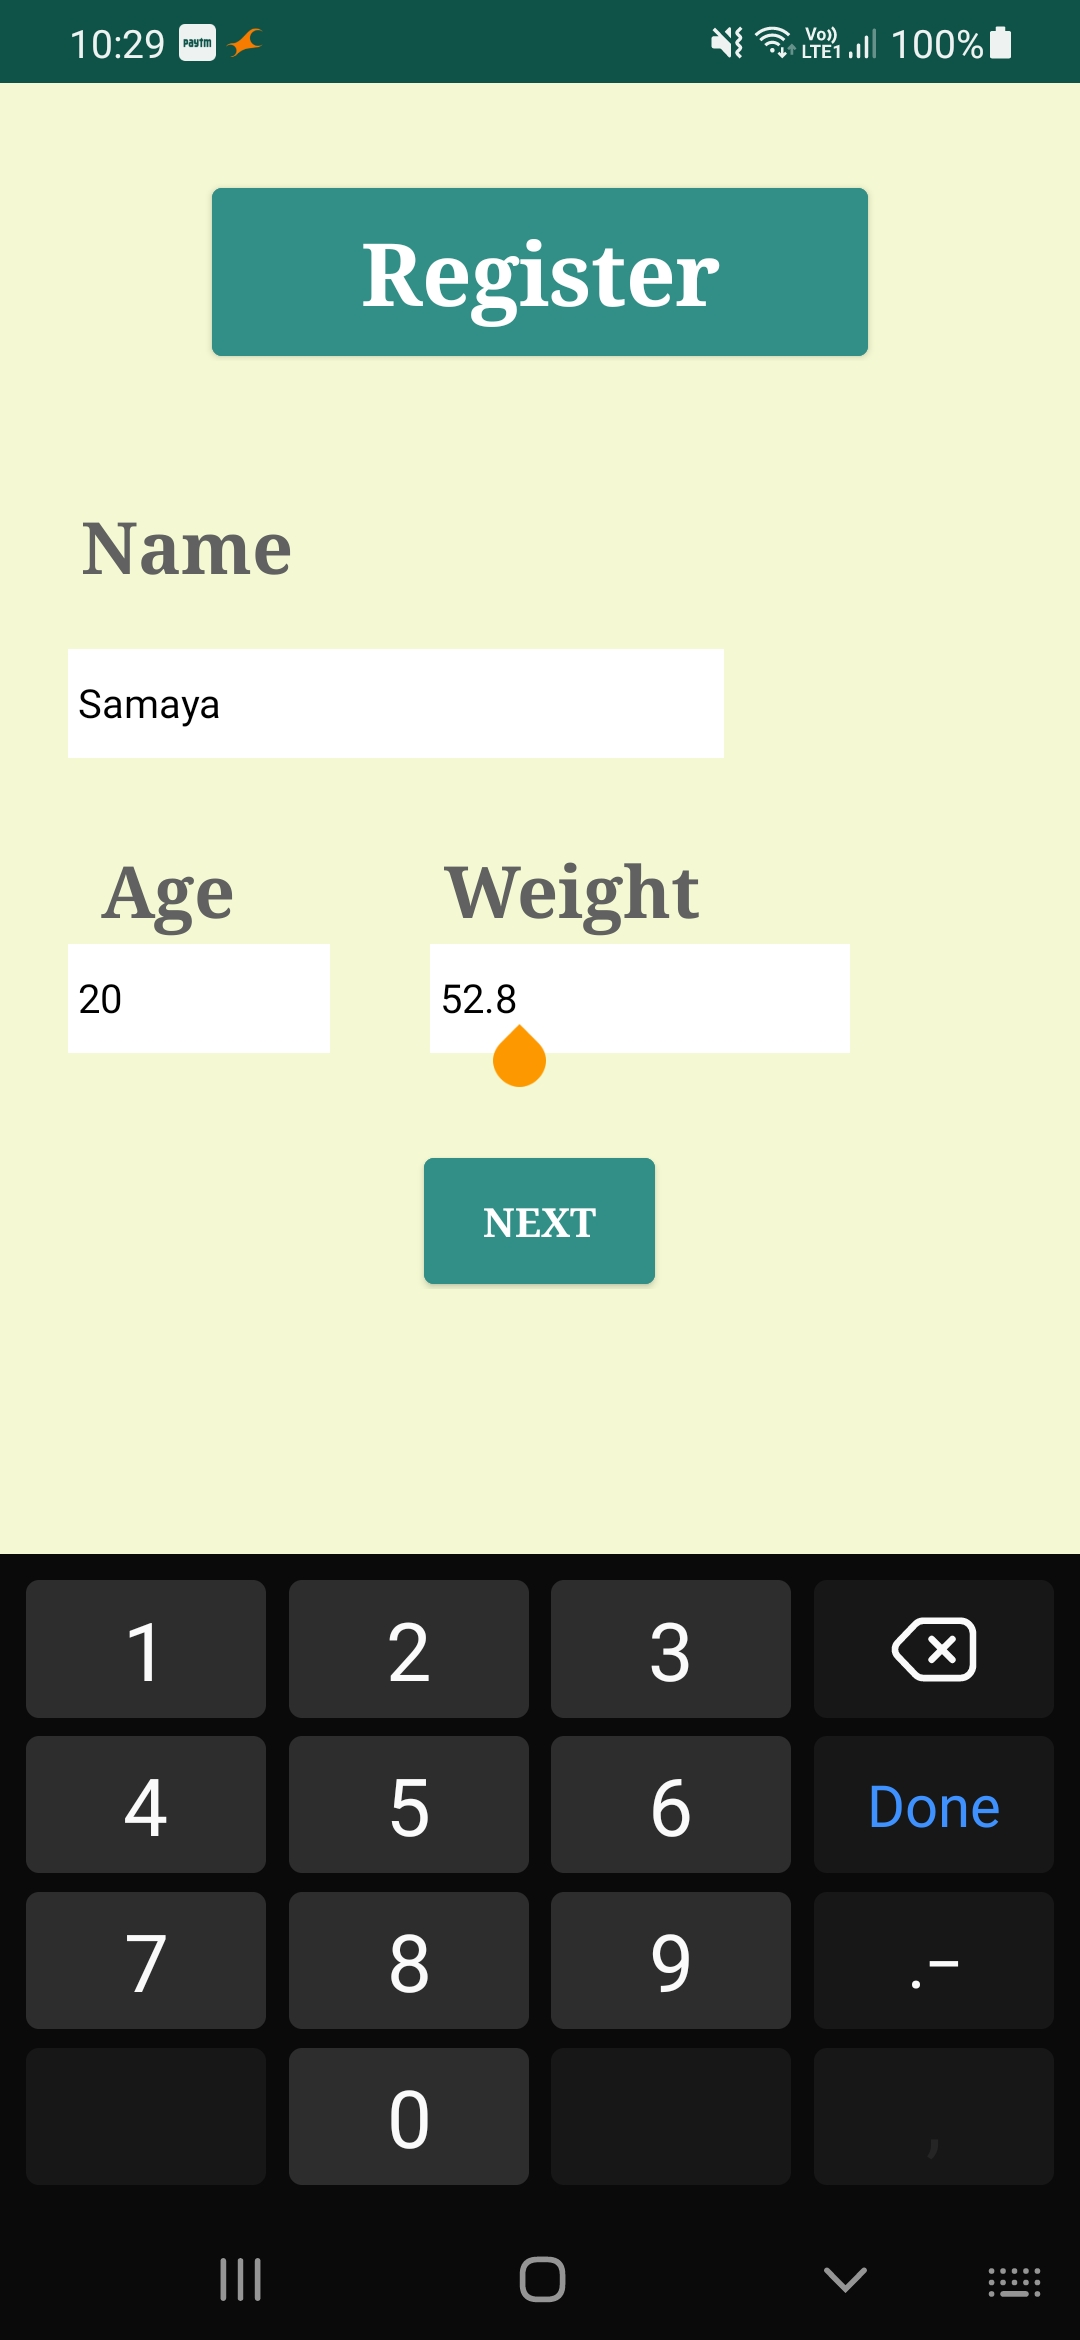 10:29 paytm Vo)) LTE1 100%
Register
Name
Samaya
Age Weight
20 52.8
NEXT
1 2 3
4 5 6 Done
7 8 9 .-
0 ,